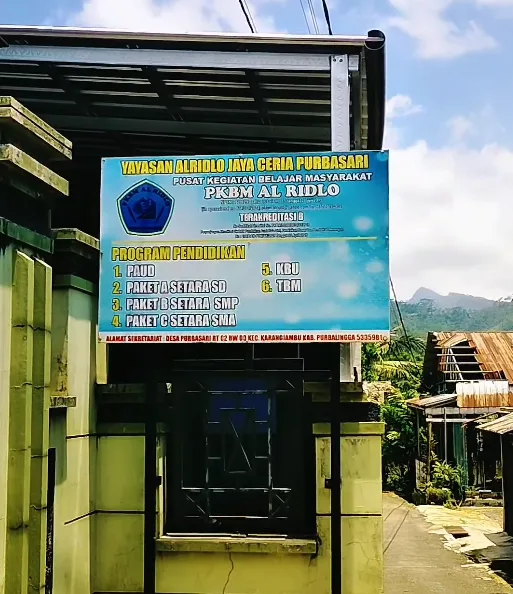 YAYASAN ALRIDLO JAYA CERIA PURBASARI
PUSAT KEGIATAN BELAJAR MASYARAKAT
PKBM AL RIDLO
TERAKREDITASI B
PROGRAM PENDIDIKAN
1. PAUD
2. PAKET A SETARA SD
3. PAKET B SETARA SMP
4. PAKET C SETARA SMA
5. KBU
6. TBM
ALAMAT SEKRETARIAT : DESA PURBASARI RT 02 RW 03 KEC. KARANGJAMBU KAB. PURBALINGGA